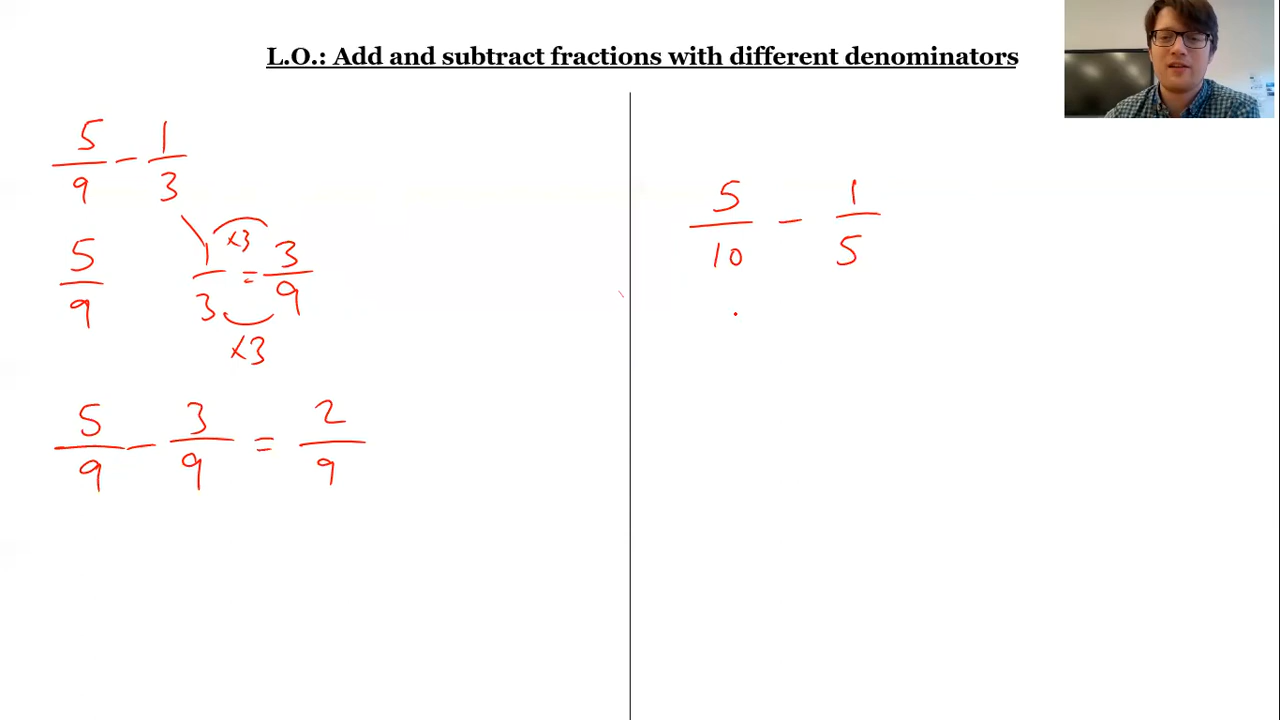 L.O.: Add and subtract fractions with different denominators
5/9 - 1/3
5/9 1/3 = 3/9
×3
×3
5/9 - 3/9 = 2/9
5/10 - 1/5